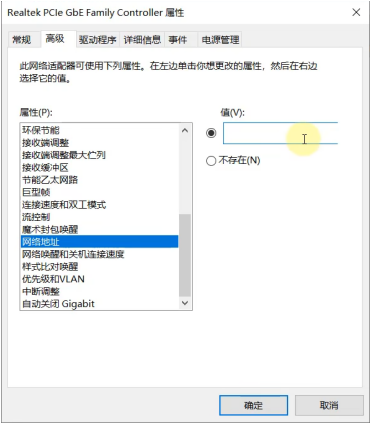 Realtek PCIe GbE Family Controller 属性
常规 高级 驱动程序 详细信息 事件 电源管理
此网络适配器可使用下列属性。在左边单击你想更改的属性，然后在右边
选择它的值。
属性(P):
值(V):
环保节能
接收端调整
接收端调整最大伫列
接收缓冲区
节能乙太网路
巨型帧
连接速度和双工模式
流控制
魔术封包唤醒
网络地址
网络唤醒和关机连接速度
样式比对唤醒
优先级和VLAN
中断调整
自动关闭 Gigabit
不存在(N)
确定
取消